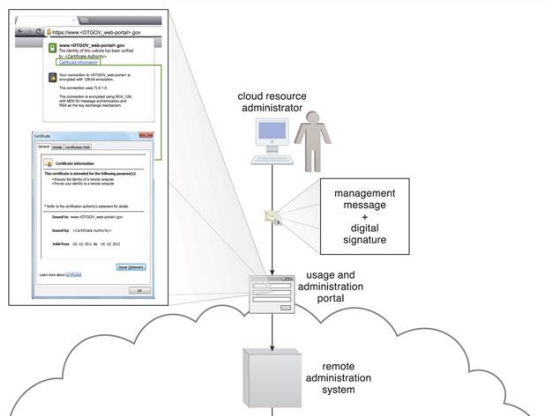 https://www.<DTGOV_web-portal>.gov
www.<DTGOV_web-portal>.gov
The identity of this website has been verified
by <Certificate Authority>
Certificate Information
Your connection to <DTGOV_web-portal> is
encrypted with 128-bit encryption.
The connection uses TLS 1.0.
The connection is encrypted using RC4_128,
with MD5 for message authentication and
RSA as the key exchange mechanism.
Certificate
General Details Certification Path
Certificate Information
This certificate is intended for the following purpose(s):
• Ensures the identity of a remote computer
• Proves your identity to a remote computer
* Refer to the certification authority's statement for details.
Issued to: www.<DTGOV_web-portal>.gov
Issued by: <Certificate Authority>
Valid from
Issuer Statement
Learn more about certificates
OK
cloud resource
administrator
management
message
+
digital
signature
usage and
administration
portal
remote
administration
system